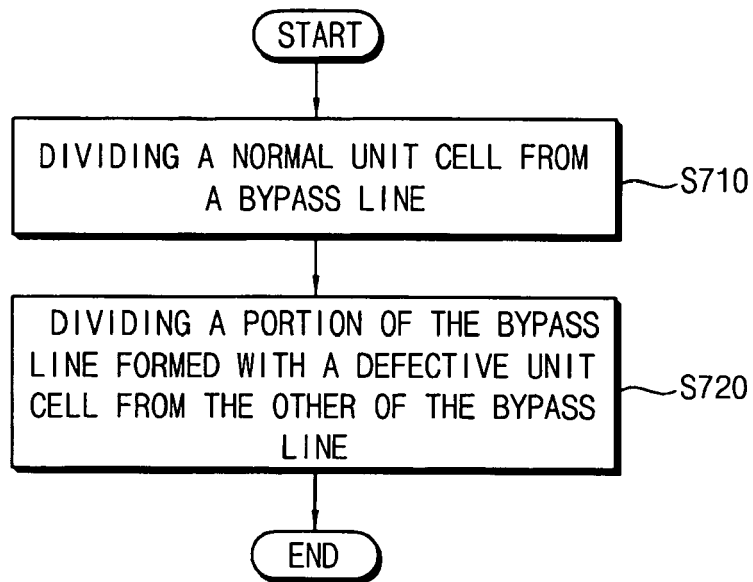 START
DIVIDING A NORMAL UNIT CELL FROM
A BYPASS LINE
S710
DIVIDING A PORTION OF THE BYPASS
LINE FORMED WITH A DEFECTIVE UNIT
CELL FROM THE OTHER OF THE BYPASS
LINE
S720
END